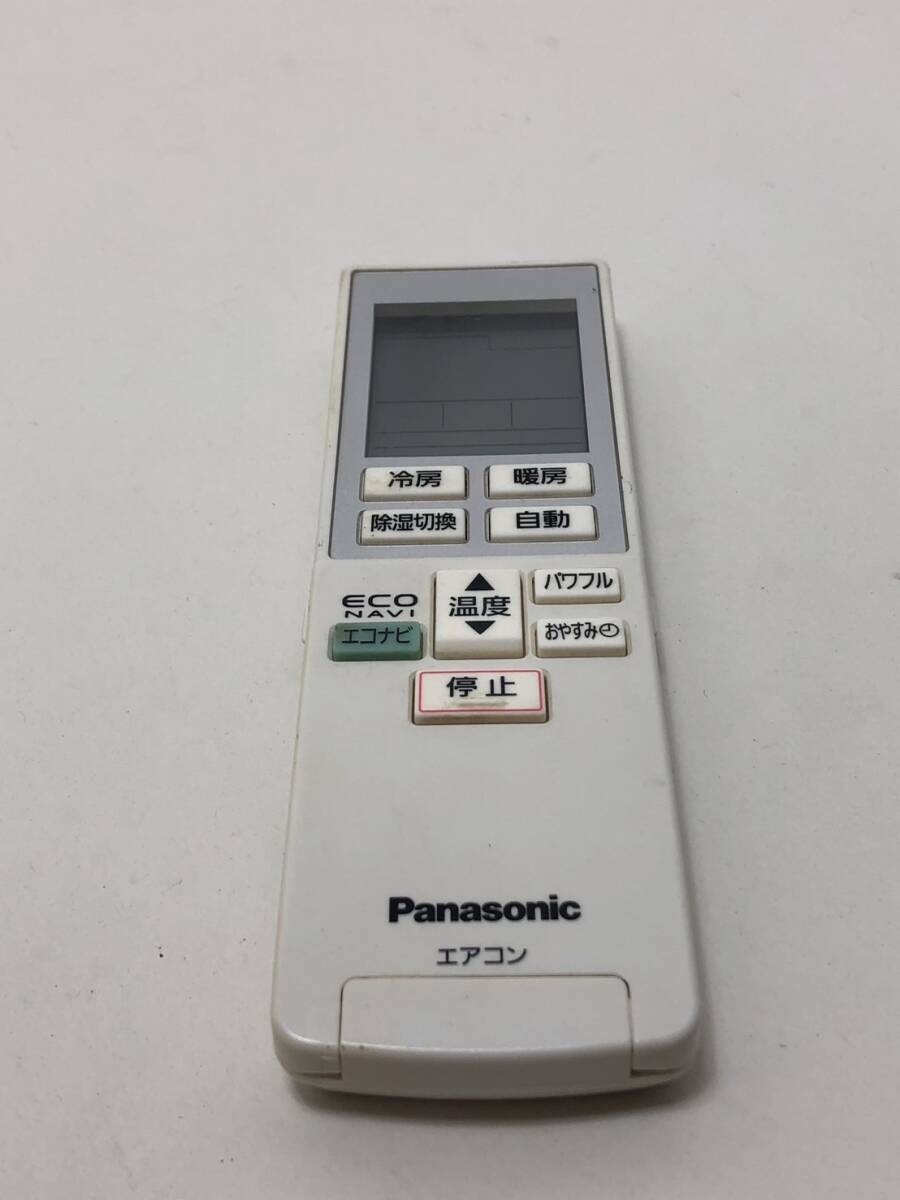 冷房 暖房
除湿切換 自動
ECO
NAVI
エコナビ
▲
温度
▼
パワフル
おやすみ
停止
Panasonic
エアコン